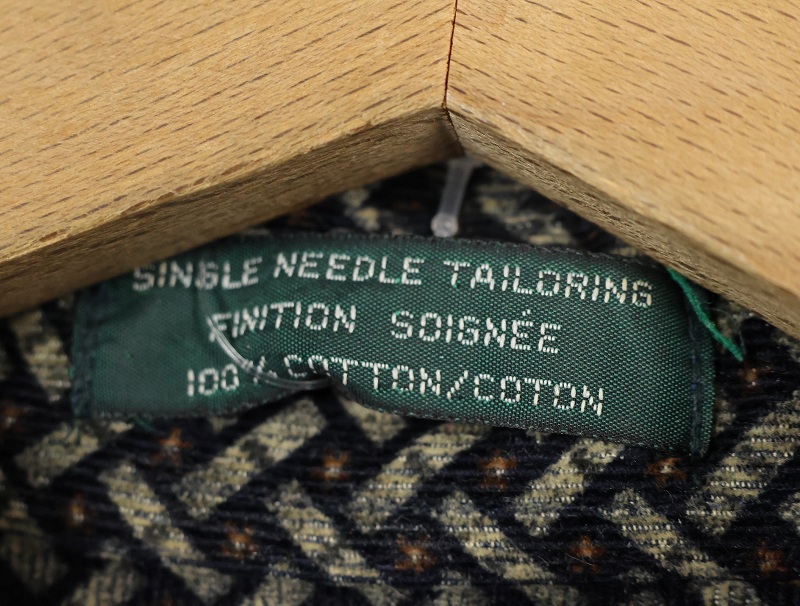 SINGLE NEEDLE TAILORING
FINITION SOIGNÉE
100% COTTON/COTON